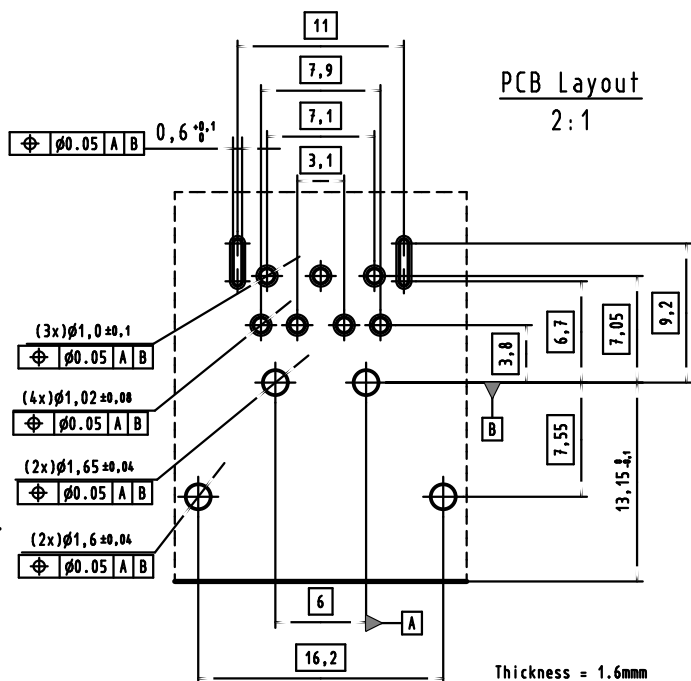 11
7,9
PCB Layout
2:1
7,1
0,6 +0,1 0
⌖ ø0.05 A B
3,1
9,2
7,05
6,7
3,8
(3x)ø1,0 ±0,1
⌖ ø0.05 A B
(4x)ø1,02 ±0,08
⌖ ø0.05 A B
B
7,55
13,15 0 -0,1
(2x)ø1,65 ±0,04
⌖ ø0.05 A B
(2x)ø1,6 ±0,04
⌖ ø0.05 A B
6
A
16,2
Thickness = 1.6mmm